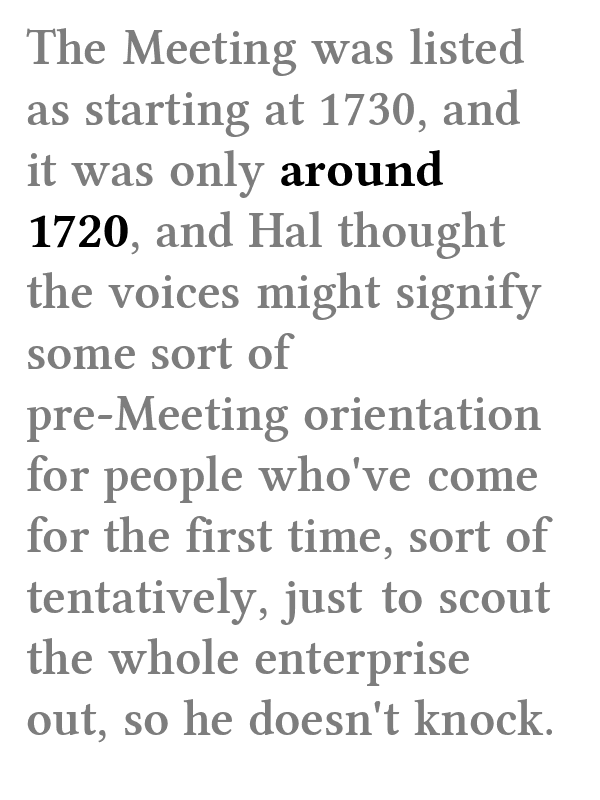 The Meeting was listed
as starting at 1730, and
it was only around
1720, and Hal thought
the voices might signify
some sort of
pre-Meeting orientation
for people who've come
for the first time, sort of
tentatively, just to scout
the whole enterprise
out, so he doesn't knock.